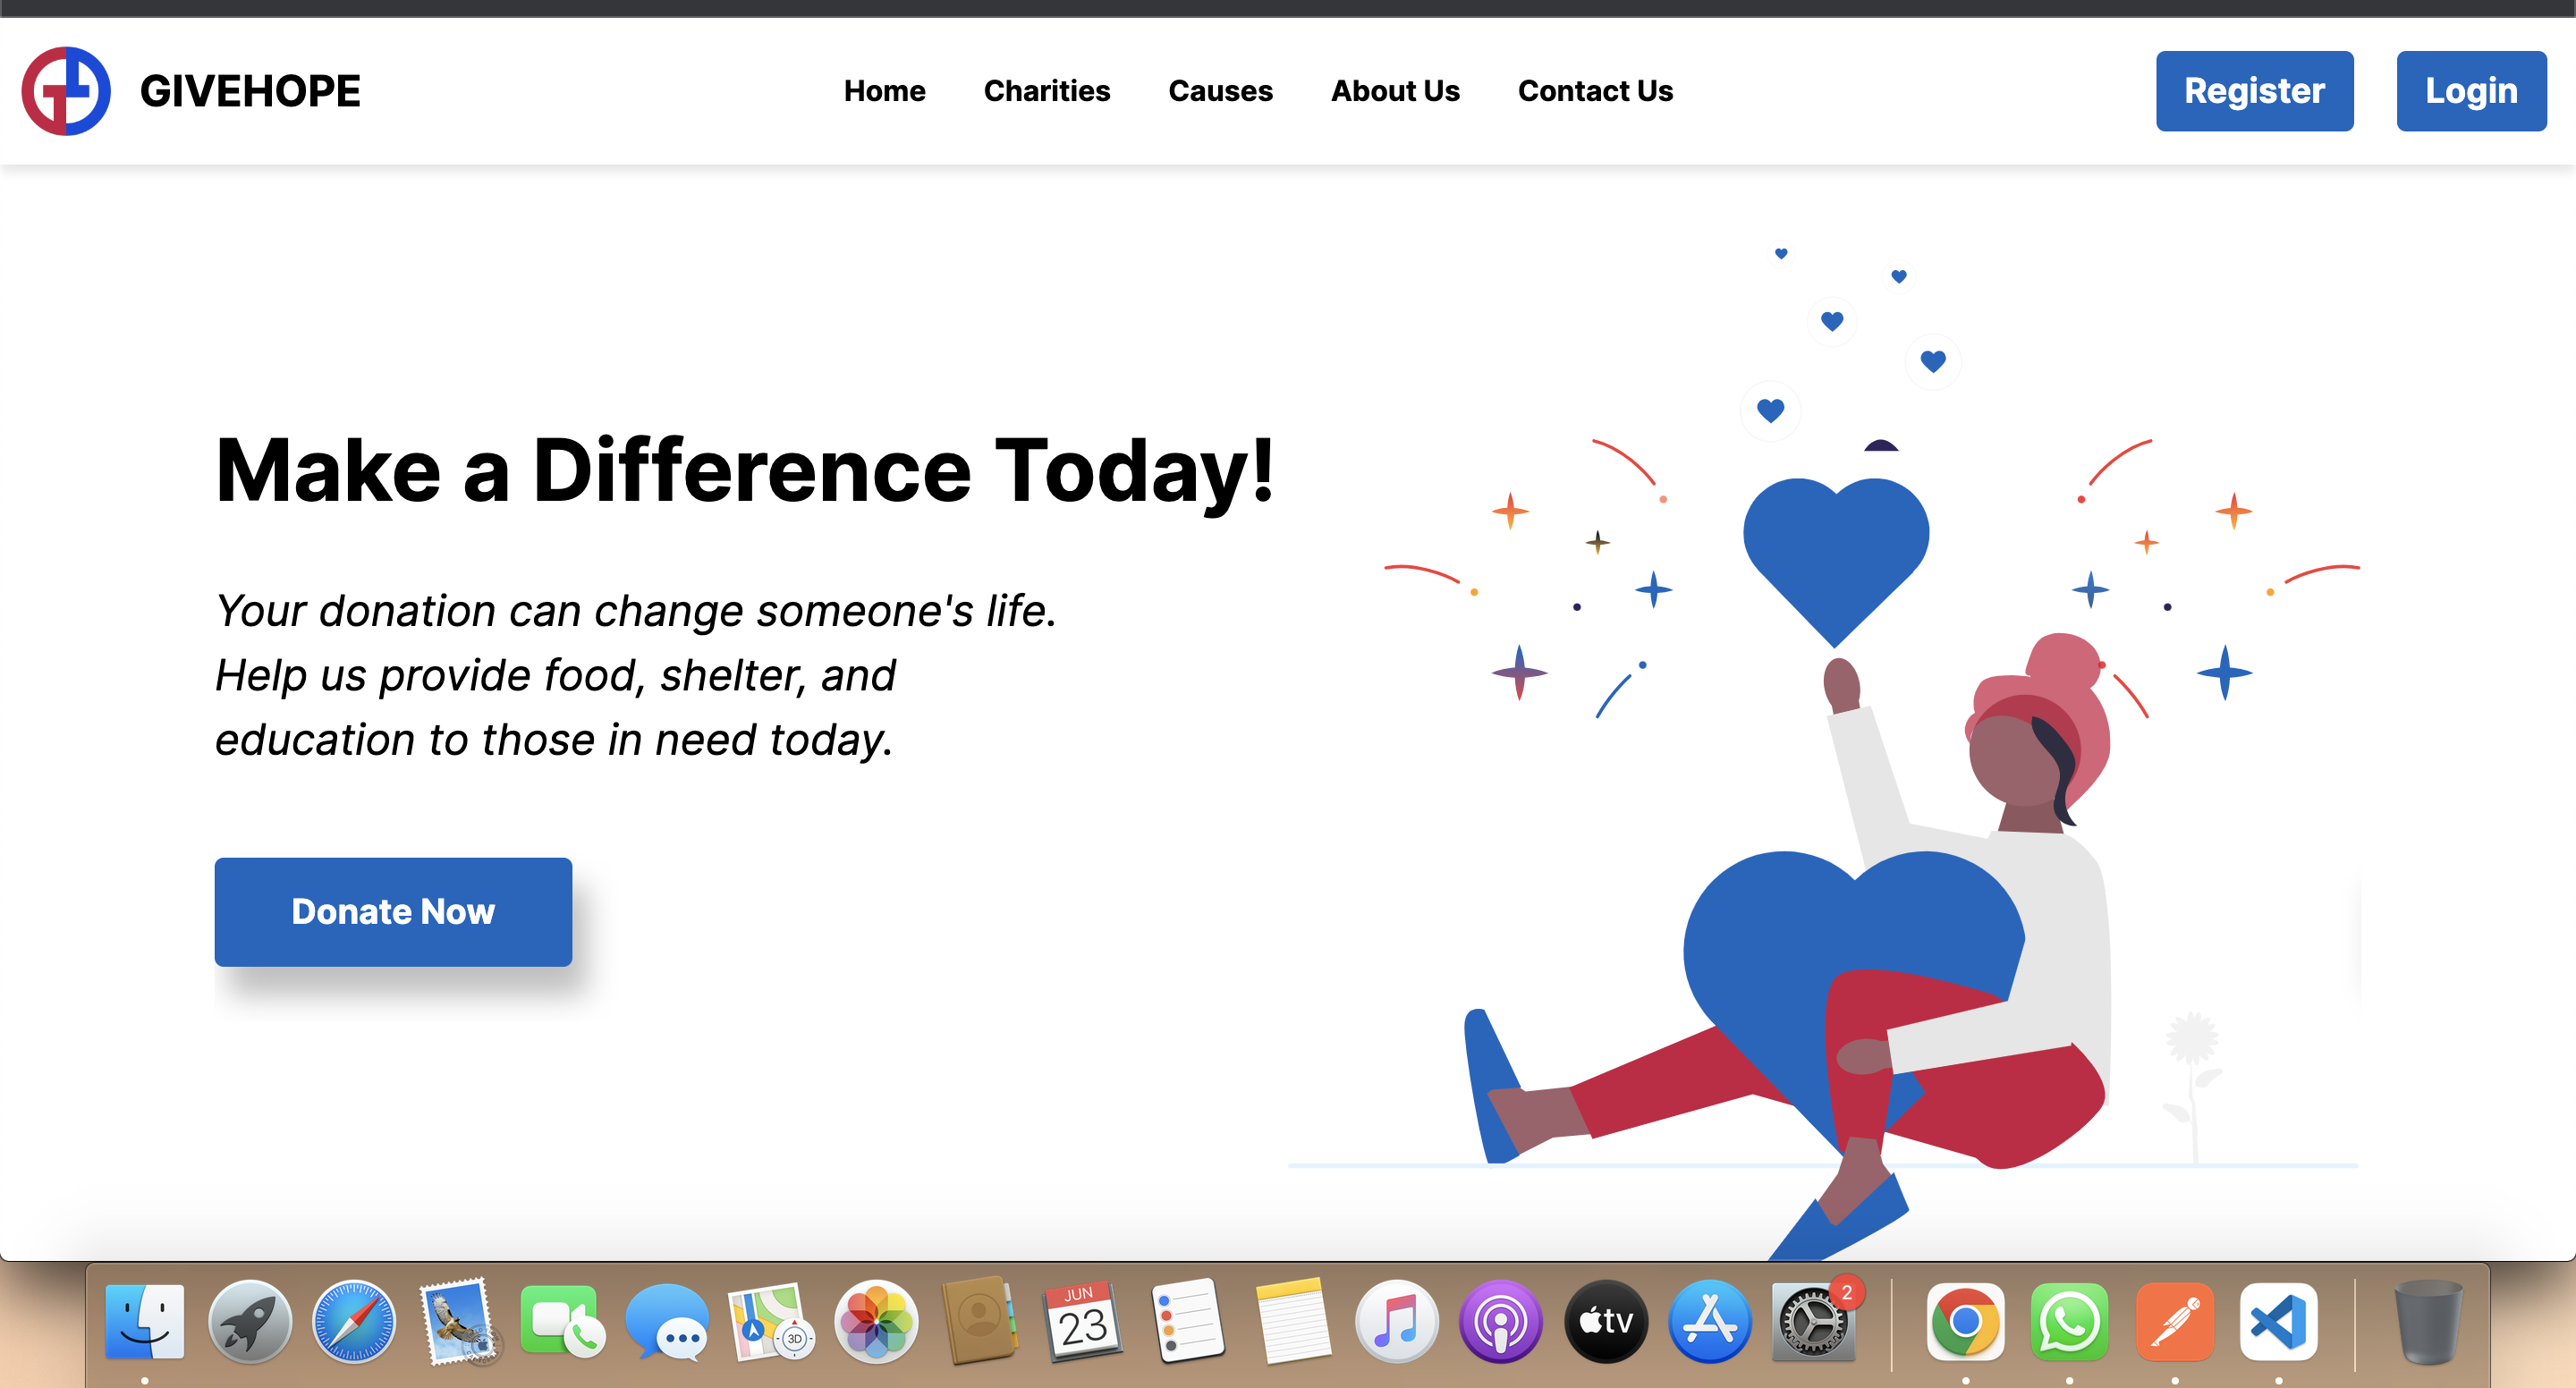 GIVEHOPE
Home Charities Causes About Us Contact Us
Register Login
Make a Difference Today!
Your donation can change someone's life.
Help us provide food, shelter, and
education to those in need today.
Donate Now
3D
JUN
23
tv
2